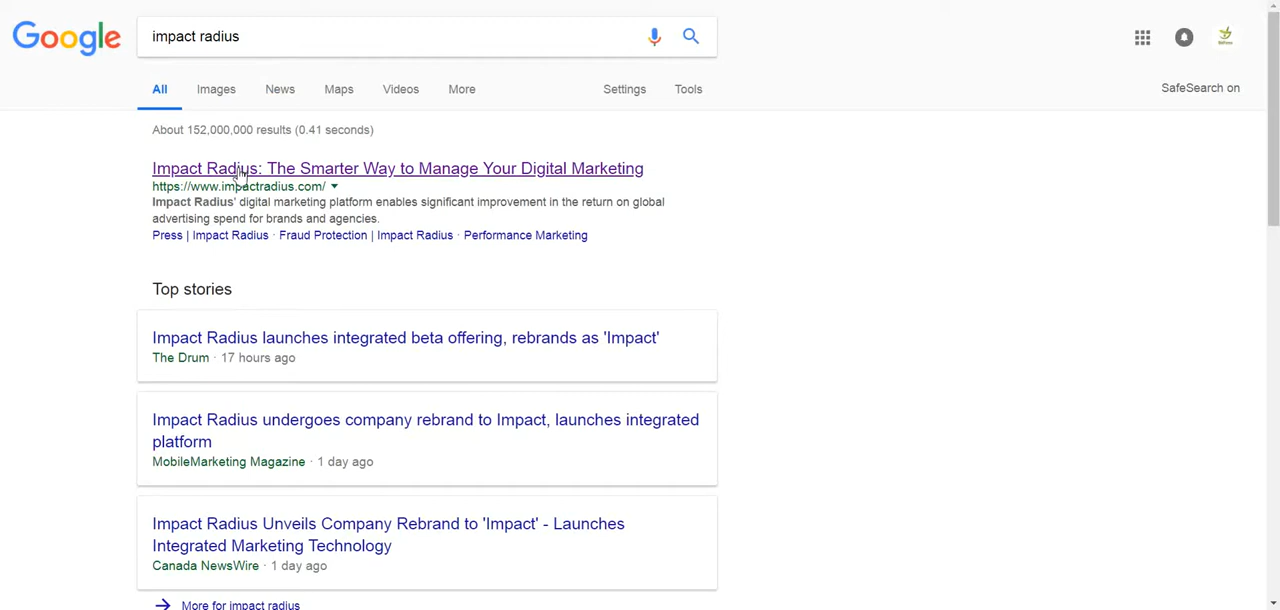 Google
impact radius
All Images News Maps Videos More Settings Tools
SafeSearch on
About 152,000,000 results (0.41 seconds)
Impact Radius: The Smarter Way to Manage Your Digital Marketing
https://www.impactradius.com/
Impact Radius' digital marketing platform enables significant improvement in the return on global
advertising spend for brands and agencies.
Press | Impact Radius · Fraud Protection | Impact Radius · Performance Marketing
Top stories
Impact Radius launches integrated beta offering, rebrands as 'Impact'
The Drum · 17 hours ago
Impact Radius undergoes company rebrand to Impact, launches integrated
platform
MobileMarketing Magazine · 1 day ago
Impact Radius Unveils Company Rebrand to 'Impact' - Launches
Integrated Marketing Technology
Canada NewsWire · 1 day ago
More for impact radius